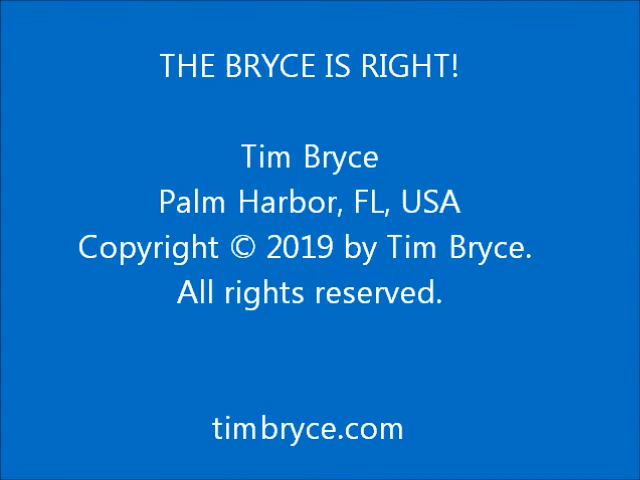 THE BRYCE IS RIGHT!
Tim Bryce
Palm Harbor, FL, USA
Copyright © 2019 by Tim Bryce.
All rights reserved.
timbryce.com